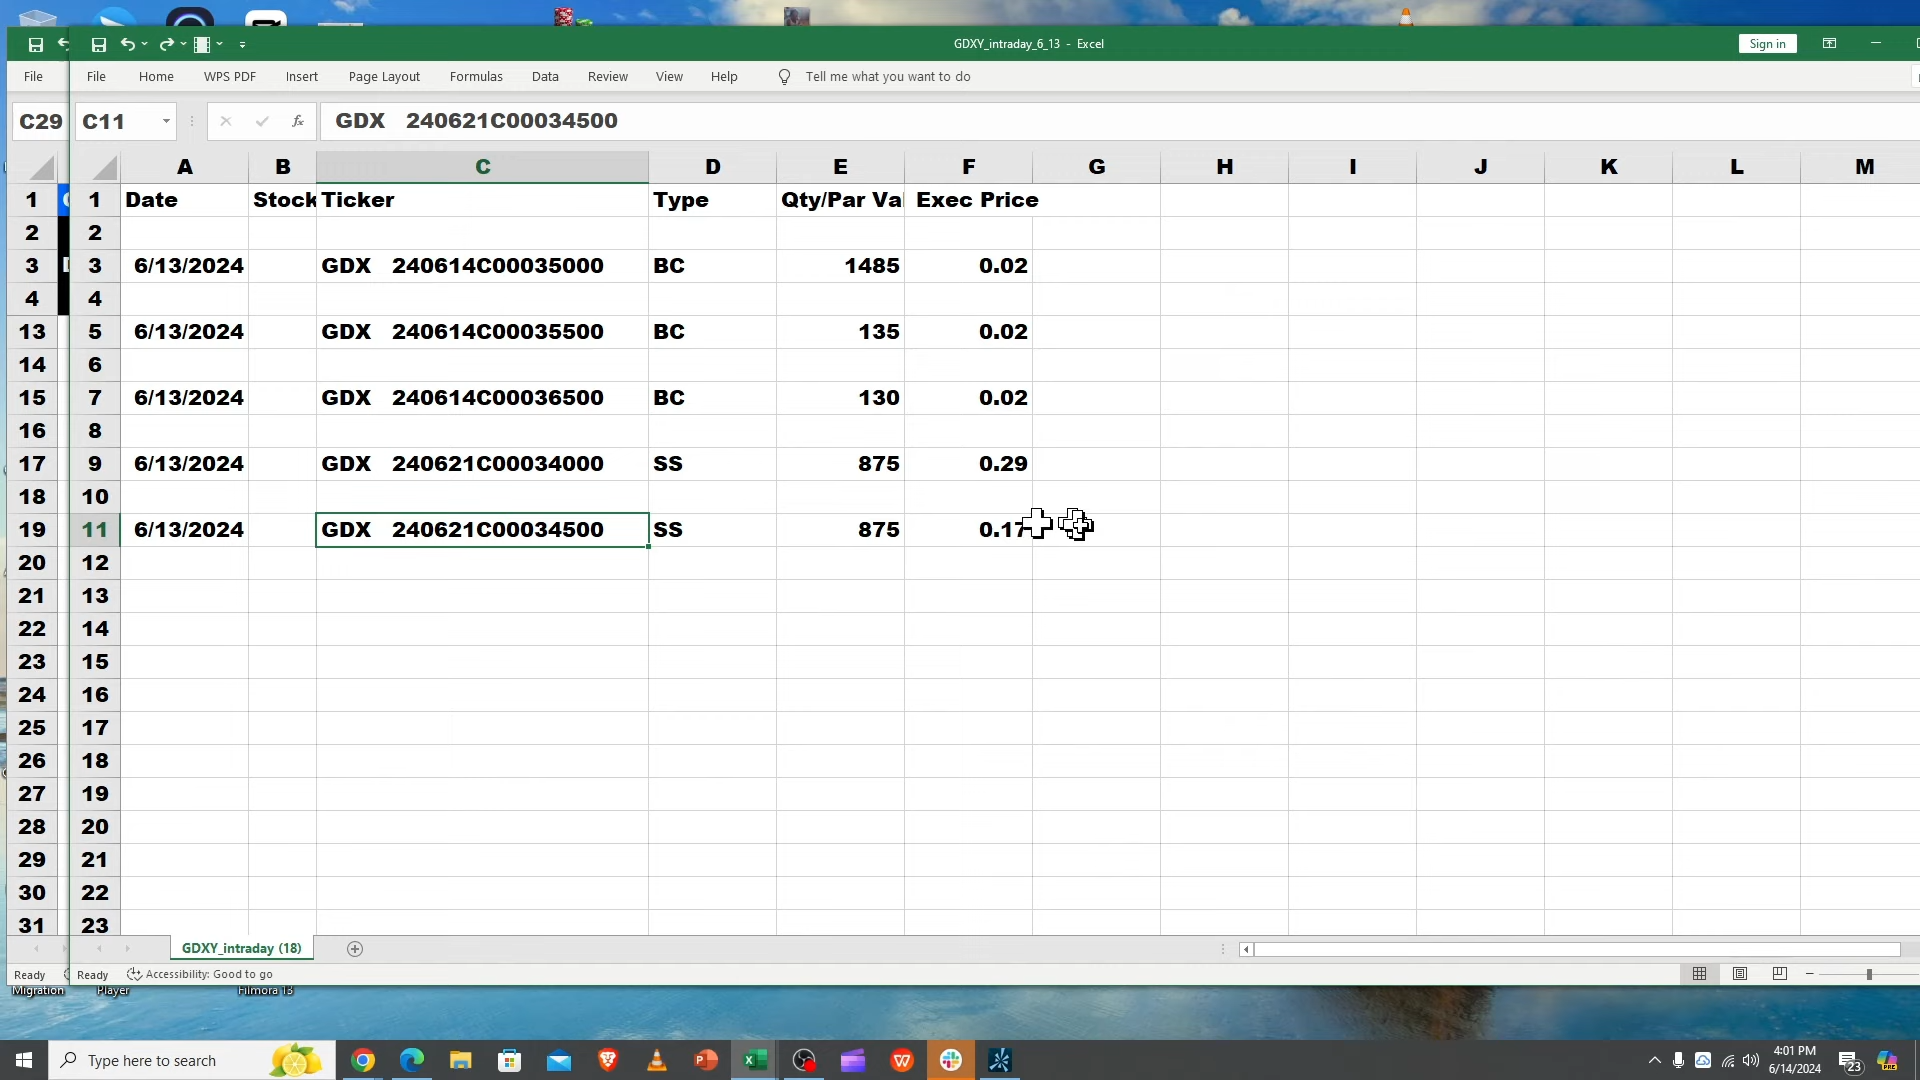 GDXY_intraday_6_13 - Excel
Sign in
File
File Home WPS PDF Insert Page Layout Formulas Data Review View Help Tell me what you want to do
C29
C11
fx
GDX 240621C00034500
A B C D E F G H I J K L M
1 1 Date Stock Ticker Type Qty/Par Va Exec Price
2 2
3 3 6/13/2024 GDX 240614C00035000 BC 1485 0.02
4 4
13 5 6/13/2024 GDX 240614C00035500 BC 135 0.02
14 6
15 7 6/13/2024 GDX 240614C00036500 BC 130 0.02
16 8
17 9 6/13/2024 GDX 240621C00034000 SS 875 0.29
18 10
19 11 6/13/2024 GDX 240621C00034500 SS 875 0.17
20 12
21 13
22 14
23 15
24 16
25 17
26 18
27 19
28 20
29 21
30 22
31 23
GDXY_intraday (18)
Ready
Ready
Accessibility: Good to go
Migration
Player
Filmora 13
Type here to search
4:01 PM
6/14/2024
23